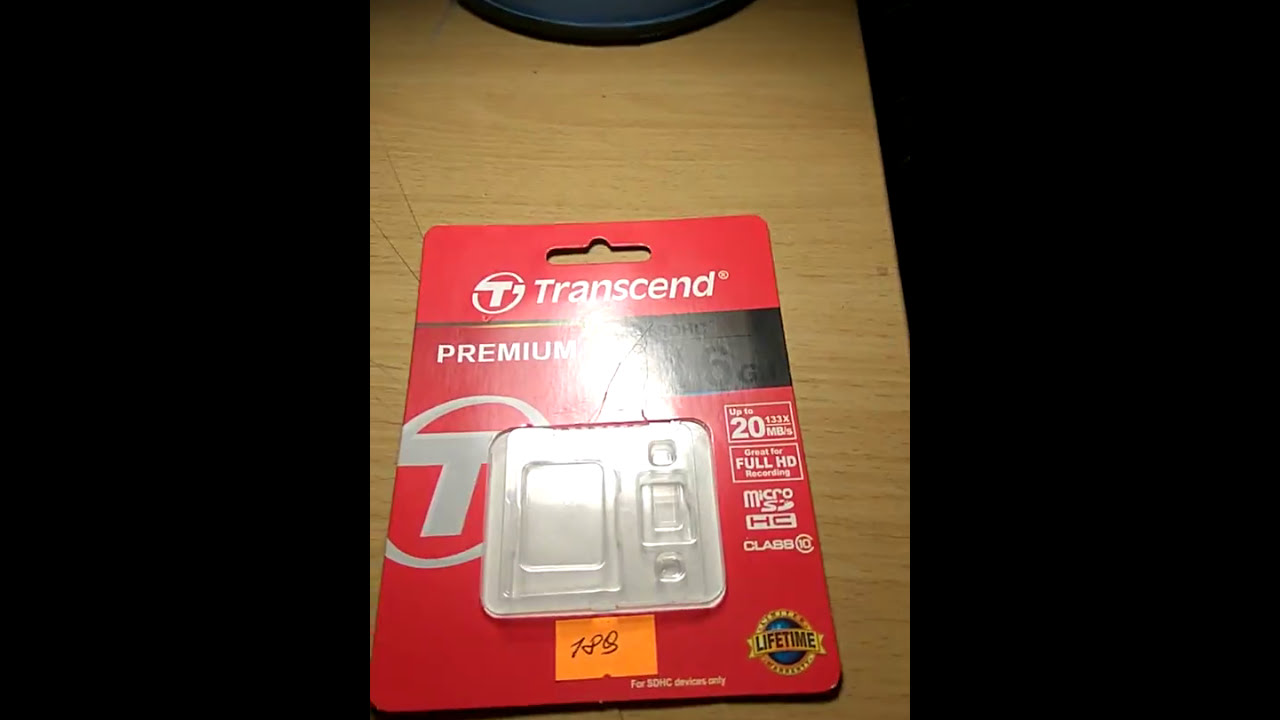 Transcend®
PREMIUM
Up to
20 133X
MB/s
Great for
FULL HD
Recording
micro
SD
HC
CLASS 10
LIFETIME
For SDHC devices only